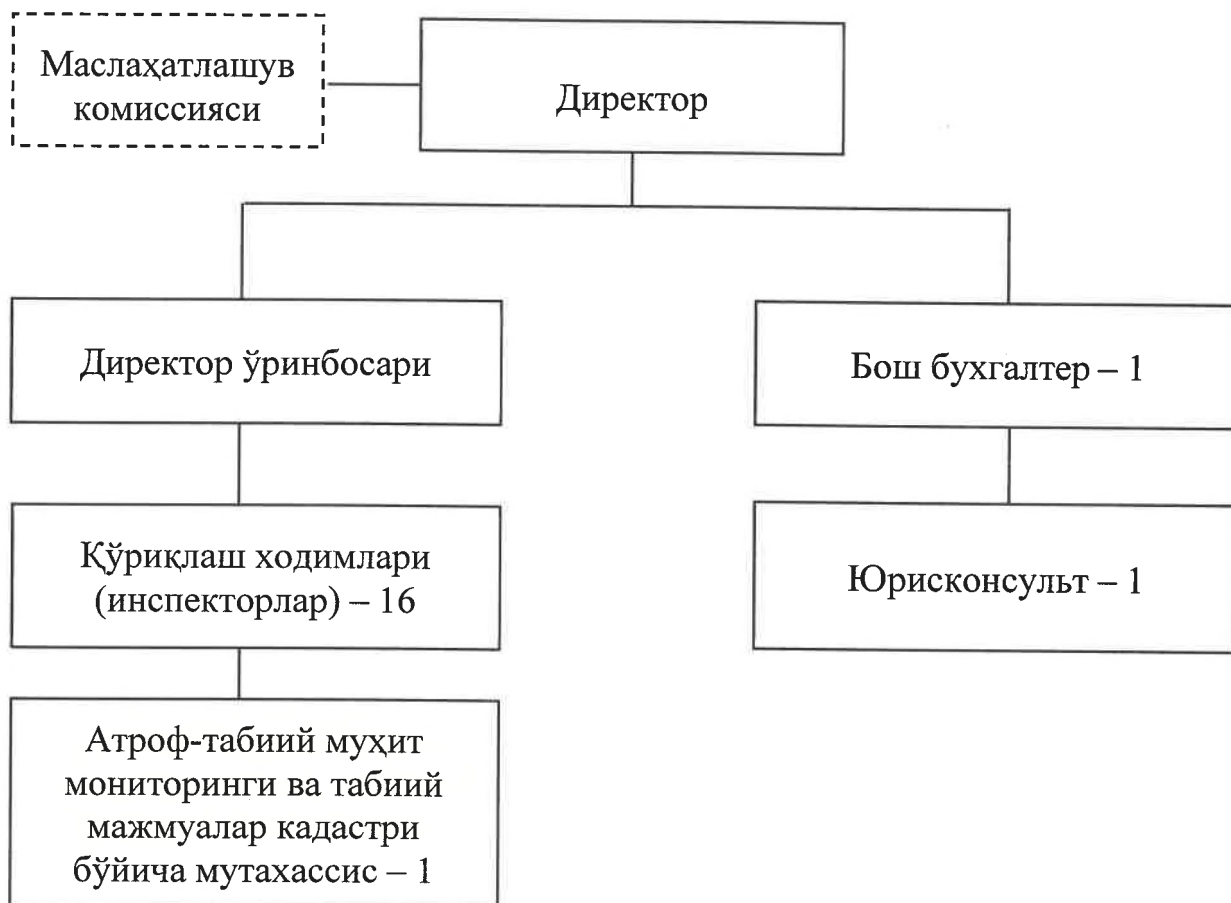 Маслаҳатлашув
комиссияси
Директор
Директор ўринбосари
Бош бухгалтер – 1
Қўриқлаш ходимлари
(инспекторлар) – 16
Юрисконсульт – 1
Атроф-табиий муҳит
мониторинги ва табиий
мажмуалар кадастри
бўйича мутахассис – 1